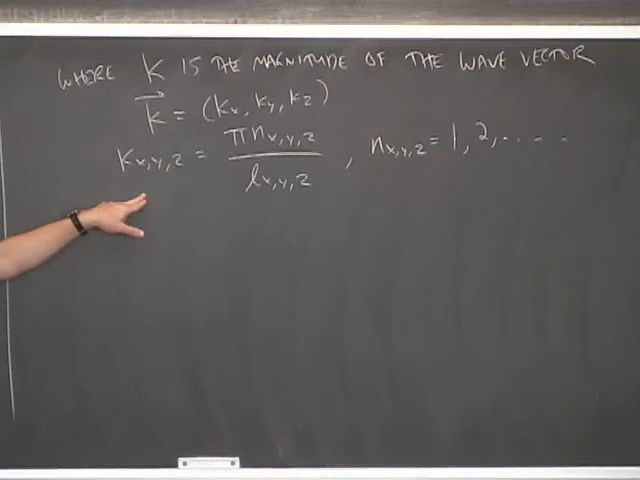 WHERE K IS THE MAGNITUDE OF THE WAVE VECTOR
K⃗ = (Kx, Ky, Kz)
Kx,y,z = πnx,y,z / lx,y,z , nx,y,z = 1, 2, .....